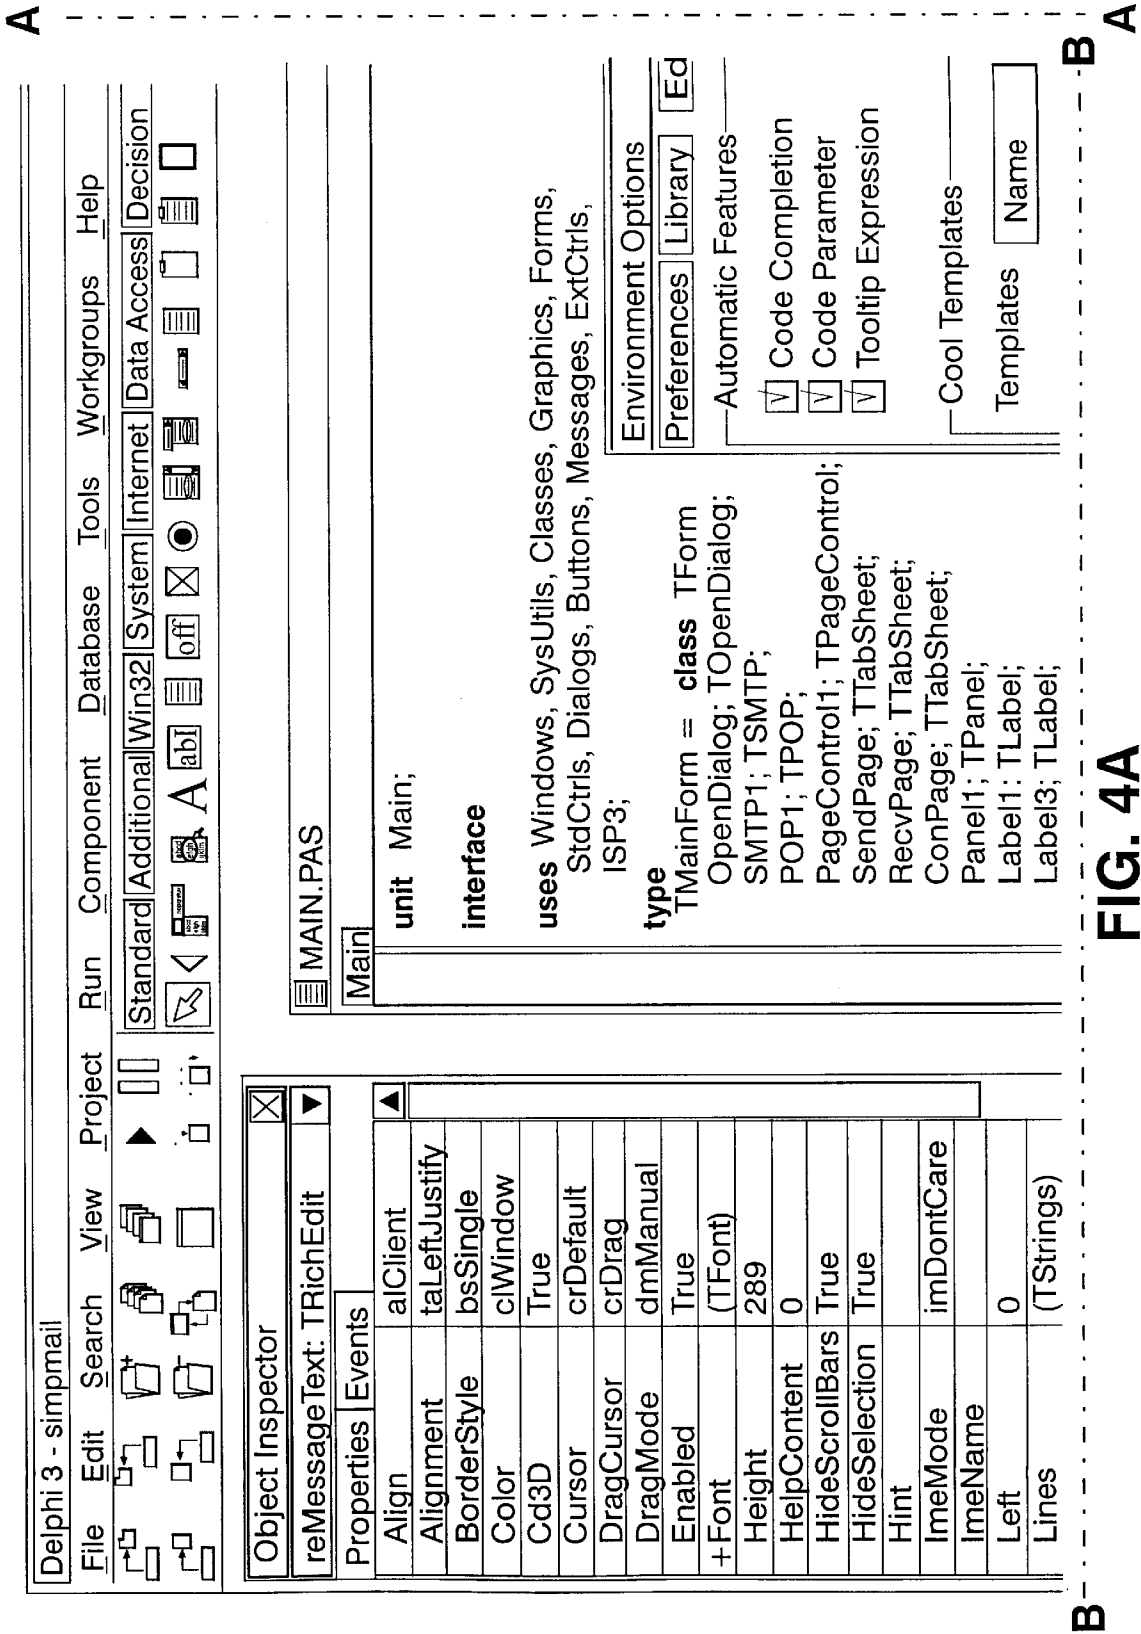 A
Delphi 3 - simpmail
File Edit Search View Project Run Component Database Tools Workgroups Help
Standard Additional Win32 System Internet Data Access Decision
A abI off
Object Inspector
reMessageText: TRichEdit
Properties Events
Align alClient
Alignment taLeftJustify
BorderStyle bsSingle
Color clWindow
Cd3D True
Cursor crDefault
DragCursor crDrag
DragMode dmManual
Enabled True
+Font (TFont)
Height 289
HelpContent 0
HideScrollBars True
HideSelection True
Hint
ImeMode imDontCare
ImeName
Left 0
Lines (TStrings)
MAIN.PAS
Main
unit Main;
interface
uses Windows, SysUtils, Classes, Graphics, Forms,
StdCtrls, Dialogs, Buttons, Messages, ExtCtrls,
ISP3;
type
TMainForm = class TForm
OpenDialog; TOpenDialog;
SMTP1; TSMTP;
POP1; TPOP;
PageControl1; TPageControl;
SendPage; TTabSheet;
RecvPage; TTabSheet;
ConPage; TTabSheet;
Panel1; TPanel;
Label1: TLabel;
Label3; TLabel;
Environment Options
Preferences Library Ed
Automatic Features
Code Completion
Code Parameter
Tooltip Expression
Cool Templates
Templates Name
B B
A
FIG. 4A